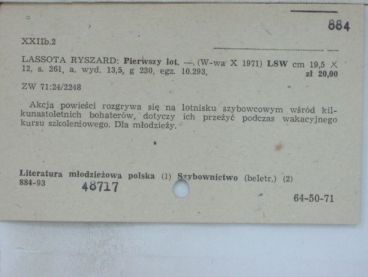 884
XXIIb.2
LASSOTA RYSZARD: Pierwszy lot. —, (W-wa X 1971) LSW cm 19,5 ×
12, s. 261, a. wyd. 13,5, g 230, egz. 10.293, zł 20,00
ZW 71:24/2248
Akcja powieści rozgrywa się na lotnisku szybowcowym wśród kil-
kunastoletnich bohaterów, dotyczy ich przeżyć podczas wakacyjnego
kursu szkoleniowego. Dla młodzieży.
Literatura młodzieżowa polska (1) Szybownictwo (beletr.) (2)
884-93
48717
64-50-71